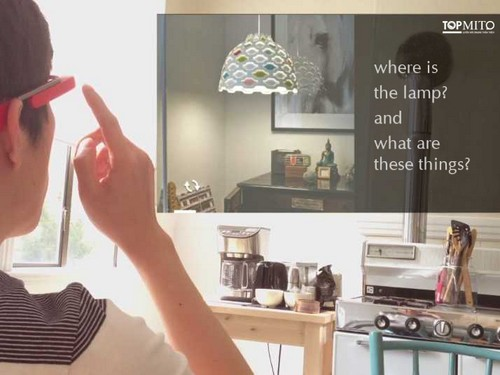 TOPMITO
where is
the lamp?
and
what are
these things?